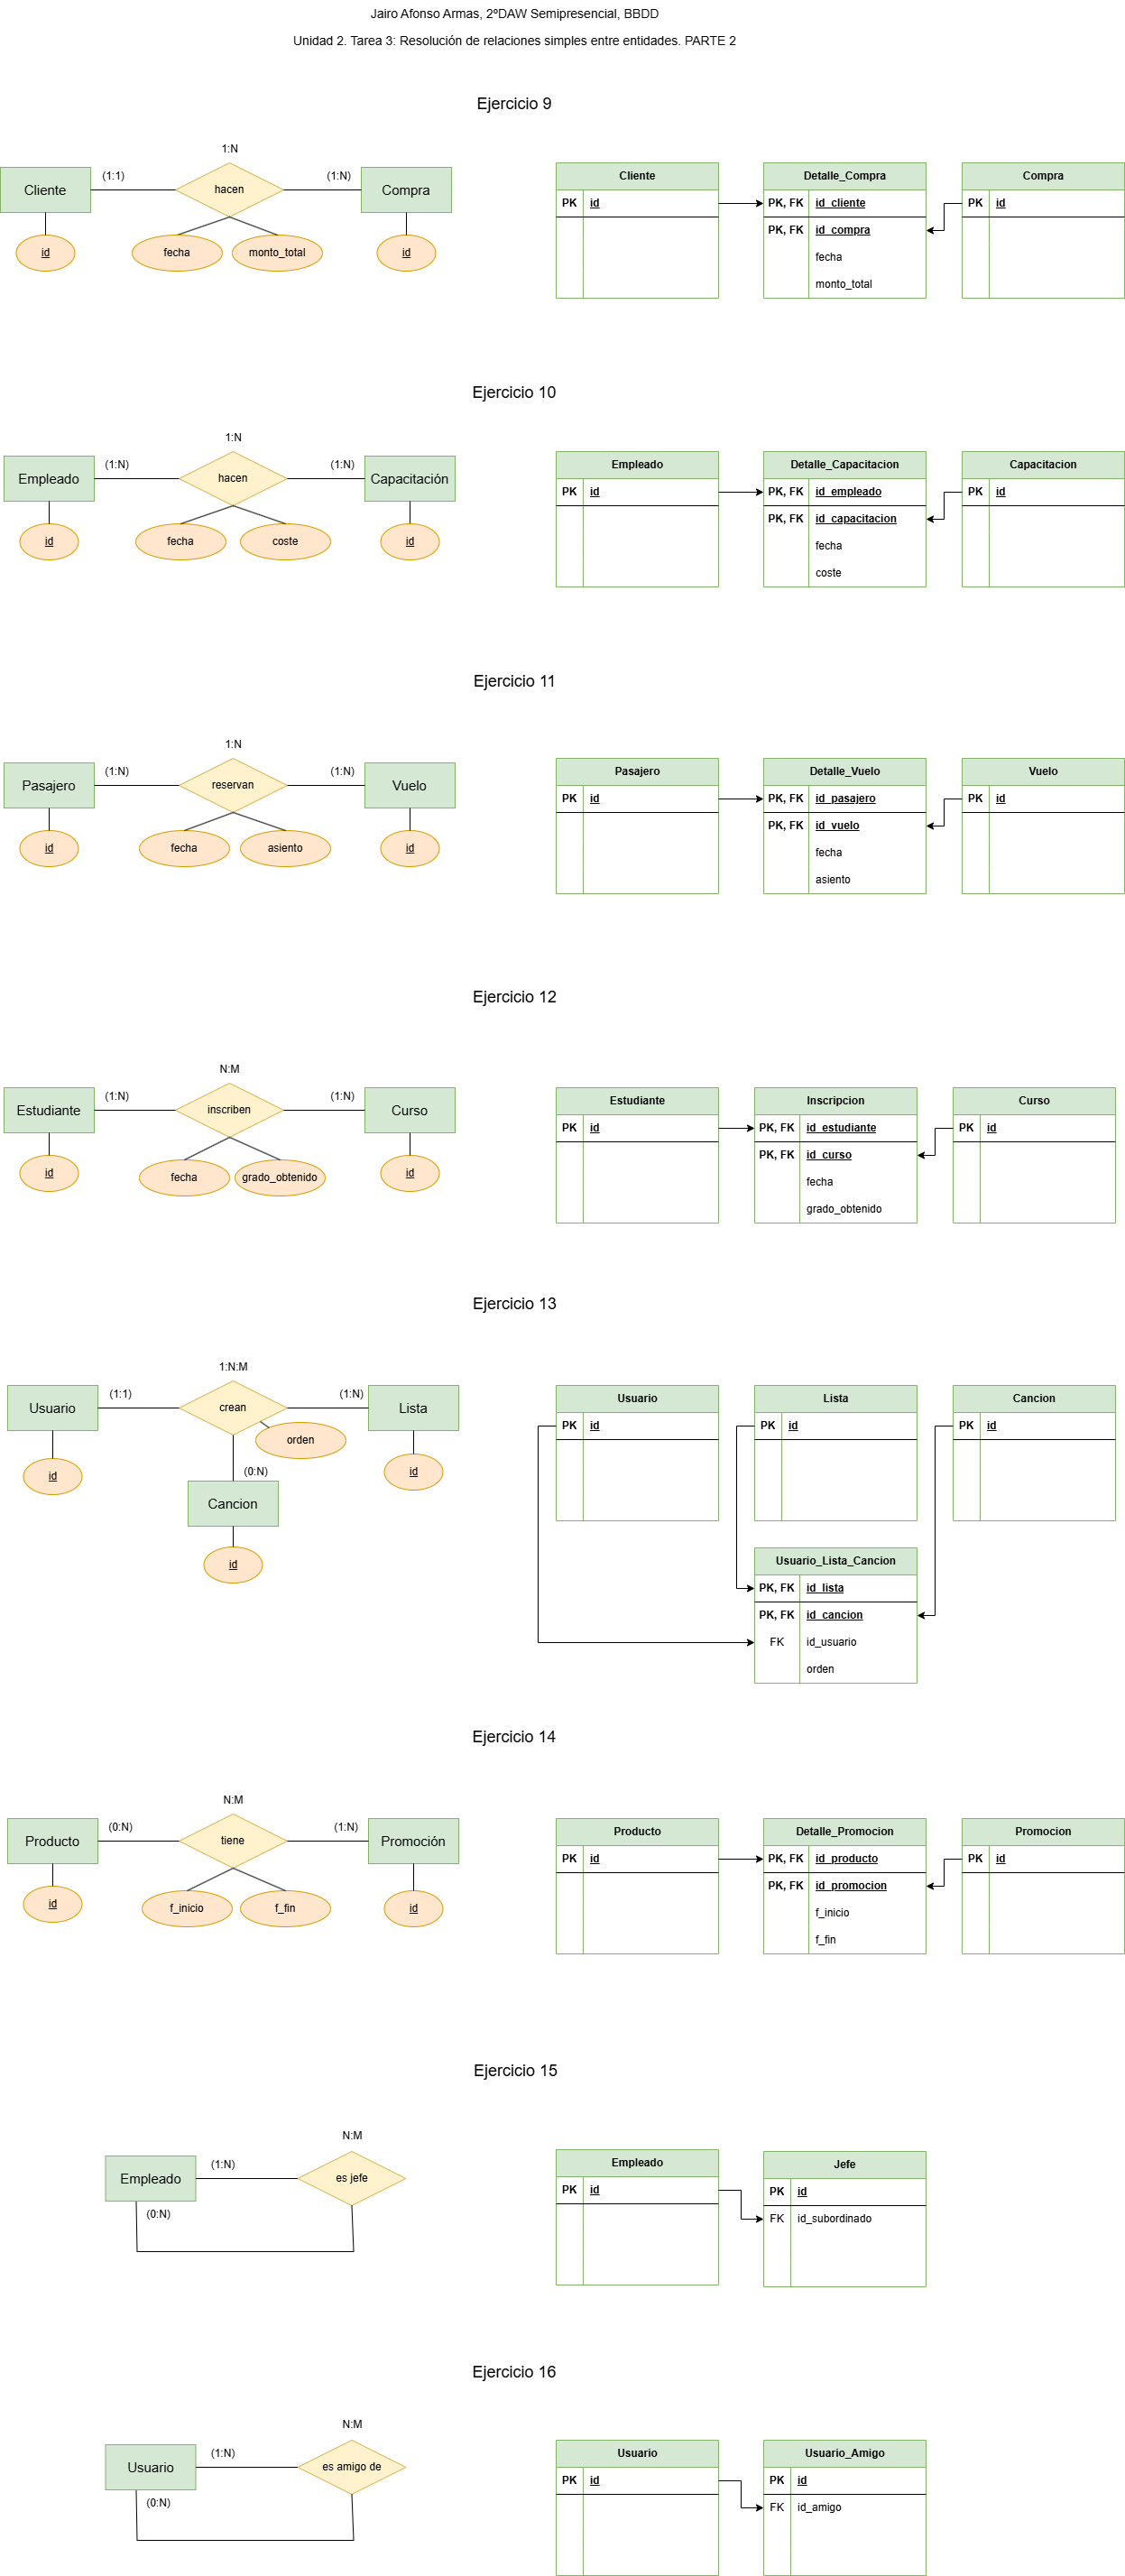 Jairo Afonso Armas, 2ºDAW Semipresencial, BBDD
Unidad 2. Tarea 3: Resolución de relaciones simples entre entidades. PARTE 2
Ejercicio 9
1:N
Cliente
(1:1)
hacen
(1:N)
Compra
id
fecha
monto_total
id
Cliente
PK id
Detalle_Compra
PK, FK id_cliente
PK, FK id_compra
fecha
monto_total
Compra
PK id
Ejercicio 10
1:N
Empleado
(1:N)
hacen
(1:N)
Capacitación
id
fecha
coste
id
Empleado
PK id
Detalle_Capacitacion
PK, FK id_empleado
PK, FK id_capacitacion
fecha
coste
Capacitacion
PK id
Ejercicio 11
1:N
Pasajero
(1:N)
reservan
(1:N)
Vuelo
id
fecha
asiento
id
Pasajero
PK id
Detalle_Vuelo
PK, FK id_pasajero
PK, FK id_vuelo
fecha
asiento
Vuelo
PK id
Ejercicio 12
N:M
Estudiante
(1:N)
inscriben
(1:N)
Curso
id
fecha
grado_obtenido
id
Estudiante
PK id
Inscripcion
PK, FK id_estudiante
PK, FK id_curso
fecha
grado_obtenido
Curso
PK id
Ejercicio 13
1:N:M
Usuario
(1:1)
crean
(1:N)
Lista
orden
id
(0:N)
id
Cancion
id
Usuario
PK id
Lista
PK id
Cancion
PK id
Usuario_Lista_Cancion
PK, FK id_lista
PK, FK id_cancion
FK id_usuario
orden
Ejercicio 14
N:M
Producto
(0:N)
tiene
(1:N)
Promoción
id
f_inicio
f_fin
id
Producto
PK id
Detalle_Promocion
PK, FK id_producto
PK, FK id_promocion
f_inicio
f_fin
Promocion
PK id
Ejercicio 15
N:M
Empleado
(1:N)
es jefe
(0:N)
Empleado
PK id
Jefe
PK id
FK id_subordinado
Ejercicio 16
N:M
Usuario
(1:N)
es amigo de
(0:N)
Usuario
PK id
Usuario_Amigo
PK id
FK id_amigo